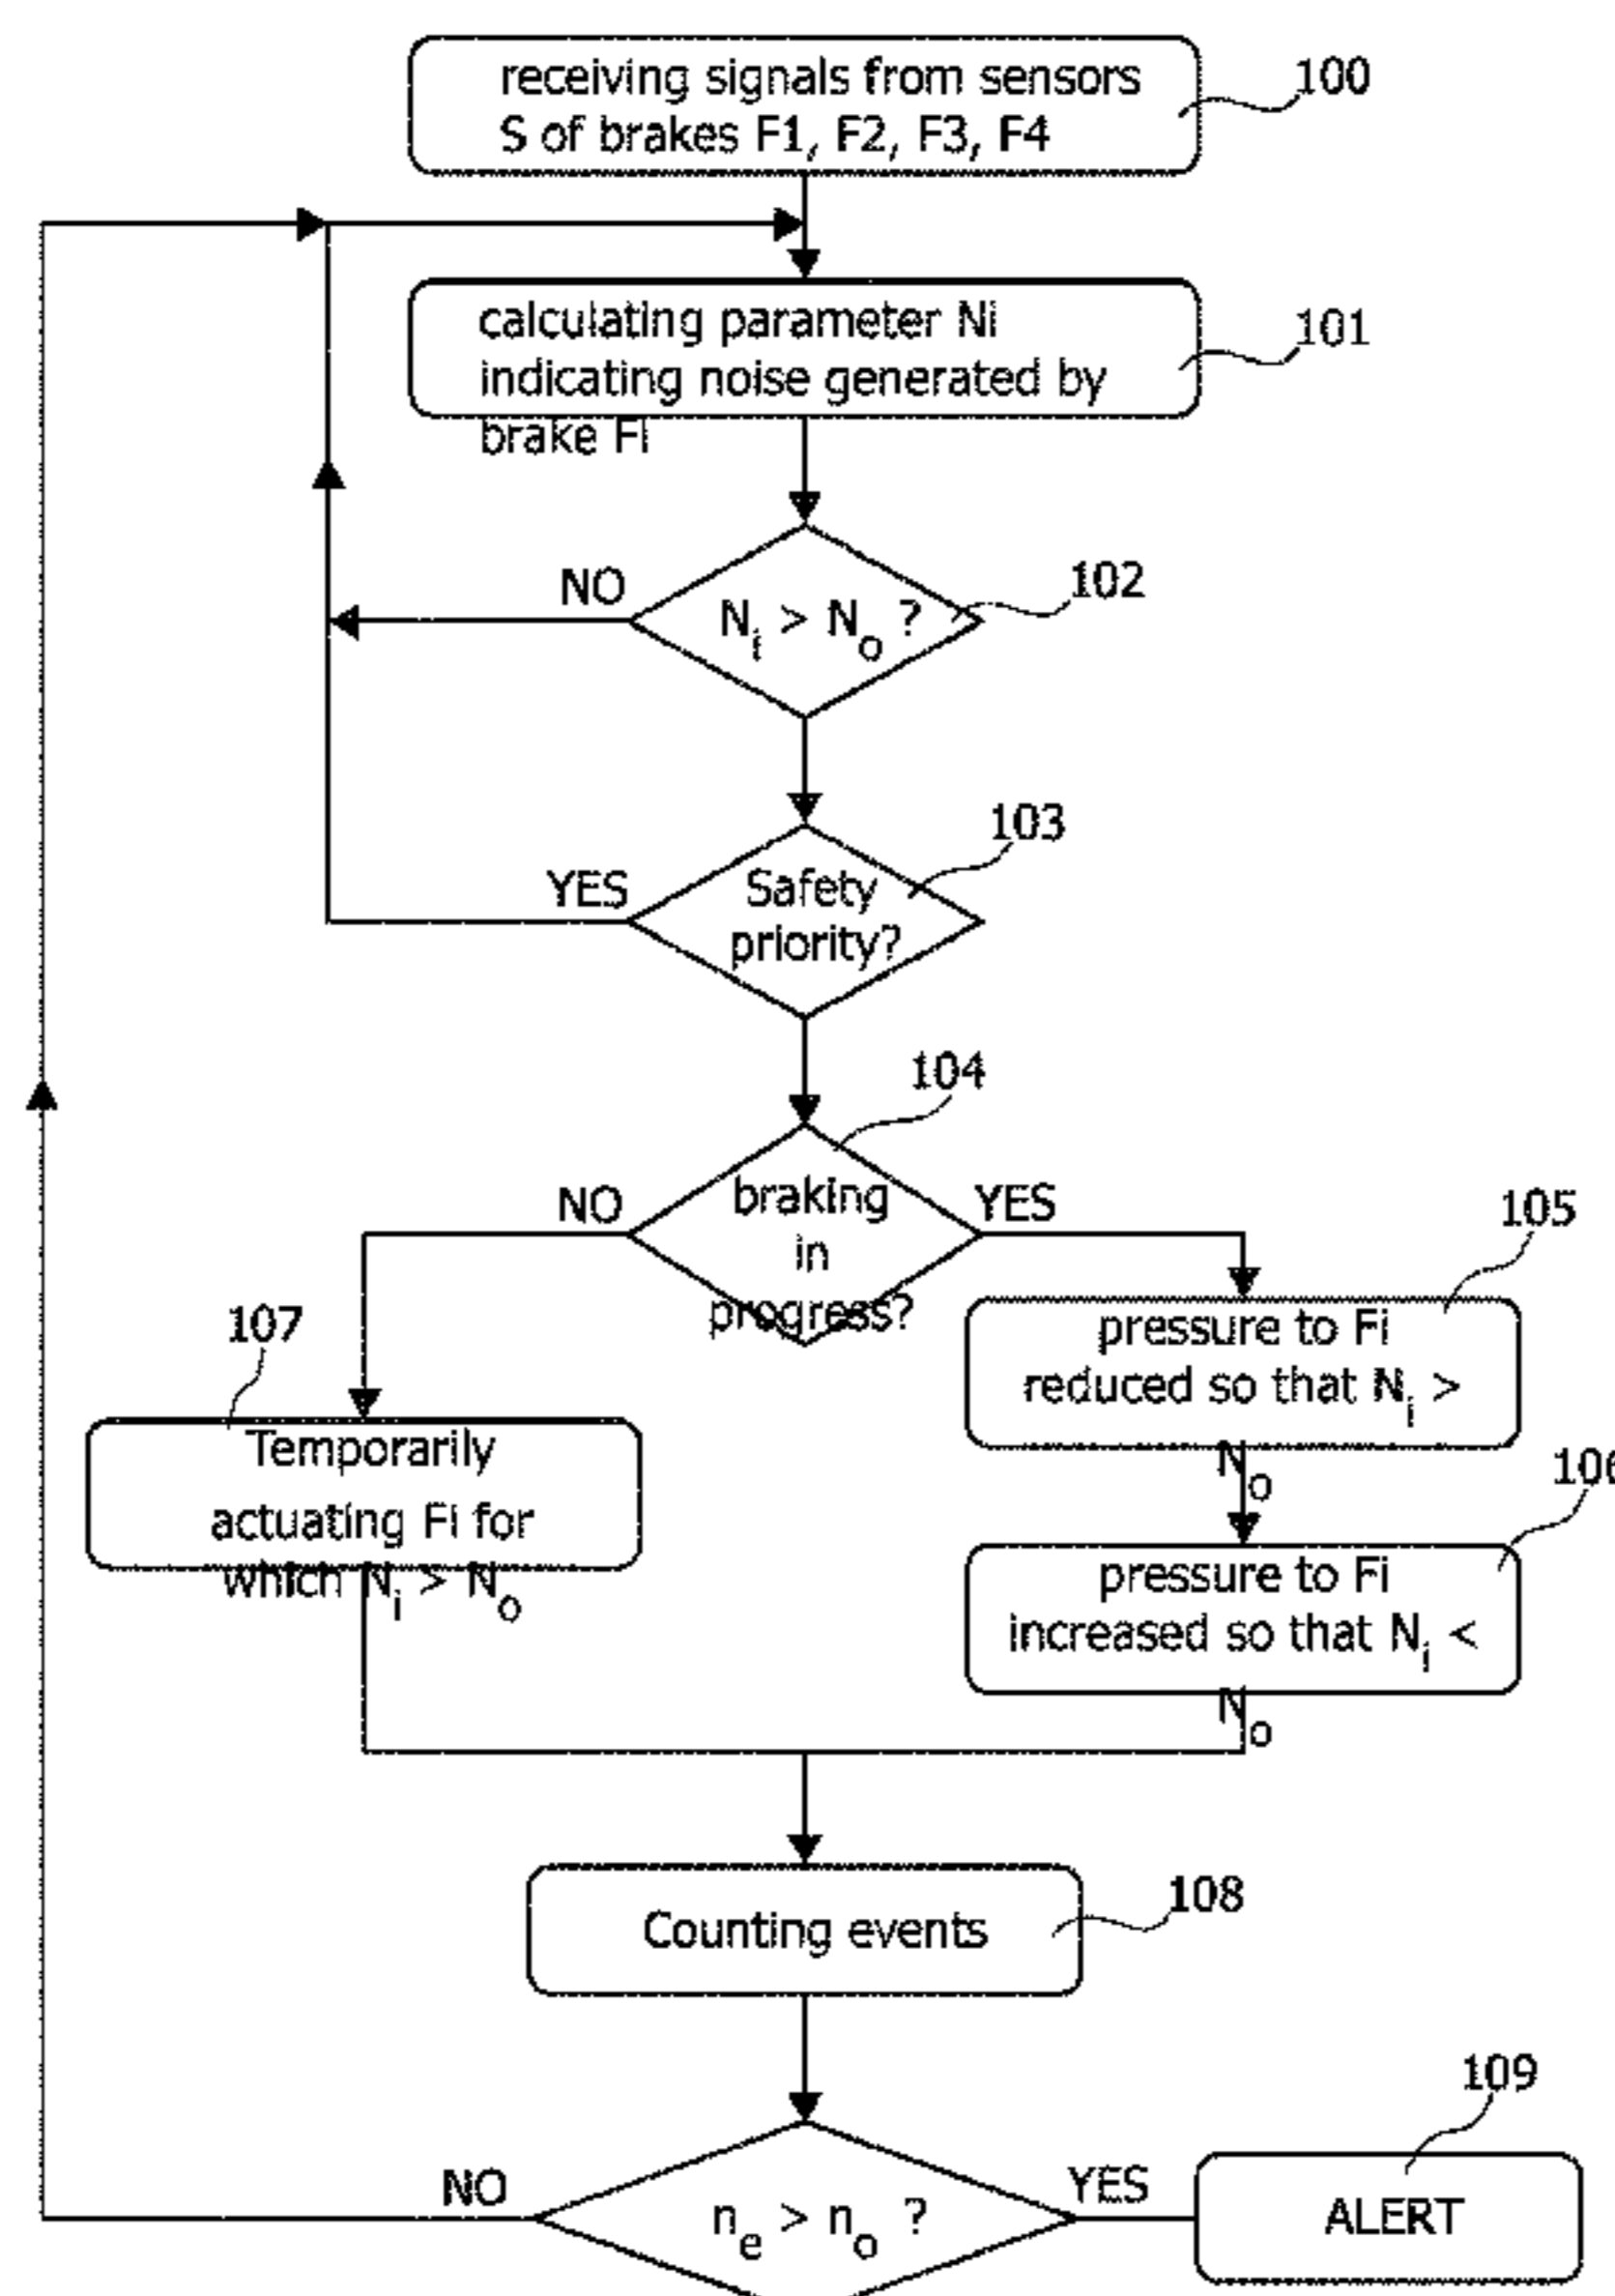 receiving signals from sensors
S of brakes F1, F2, F3, F4
100
calculating parameter Ni
indicating noise generated by
brake Fi
101
NO
Ni > No ?
102
YES
Safety
priority?
103
104
NO
braking
in
progress?
YES
105
pressure to Fi
reduced so that Ni >
No
107
Temporarily
actuating Fi for
which Ni > No
106
pressure to Fi
increased so that Ni <
No
Counting events
108
NO
ne > no ?
YES
109
ALERT